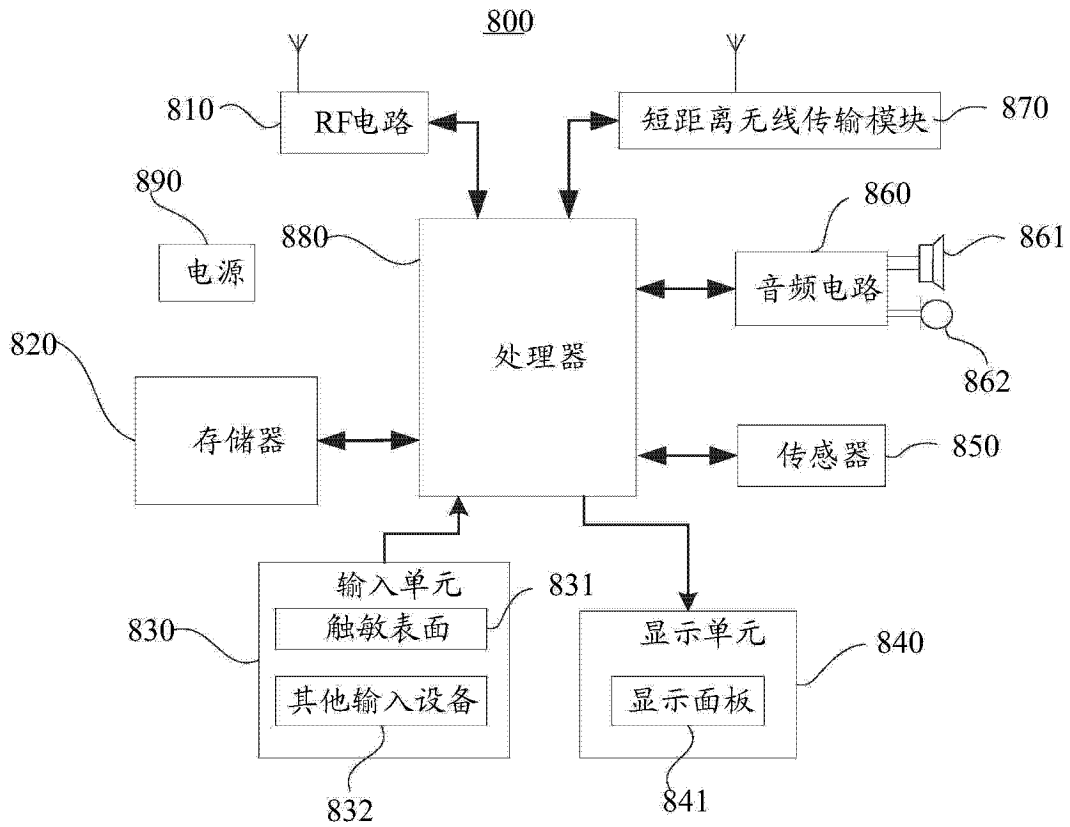 800
810
RF电路
短距离无线传输模块
870
890
电源
880
860
861
音频电路
862
820
处理器
存储器
传感器
850
输入单元
831
830
触敏表面
其他输入设备
832
显示单元
840
显示面板
841